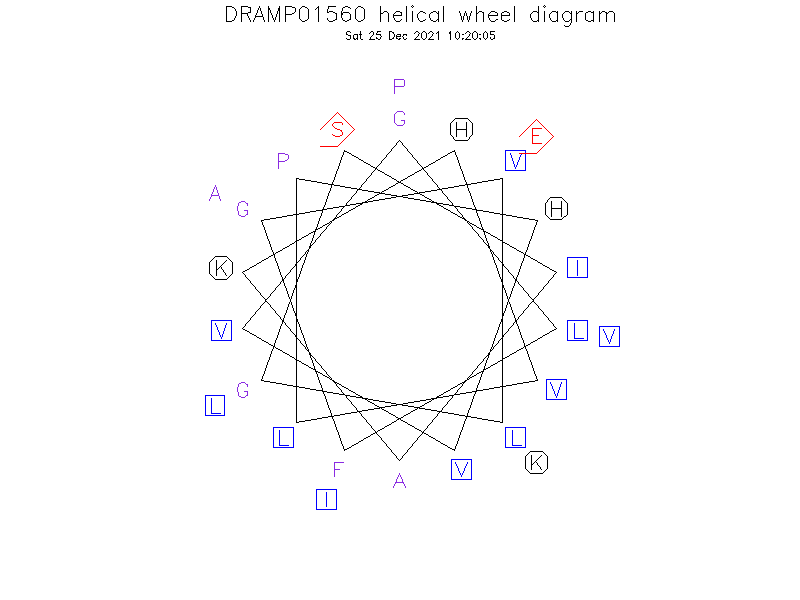 DRAMP01560 helical wheel diagram
Sat 25 Dec 2021 10:20:05
P
G
S
H
E
P
V
A
G
H
K
I
V
L
V
G
V
L
L
L
K
F
V
A
I